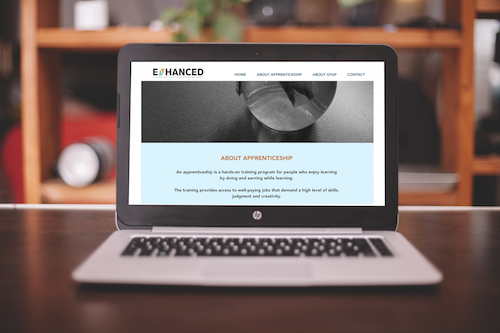 E//HANCED
HOME ABOUT APPRENTICESHIP ABOUT OYAP CONTACT
ABOUT APPRENTICESHIP
An apprenticeship is a hands-on training program for people who enjoy learning
by doing and earning while learning.
The training provides access to well-paying jobs that demand a high level of skills,
judgment and creativity.
hp